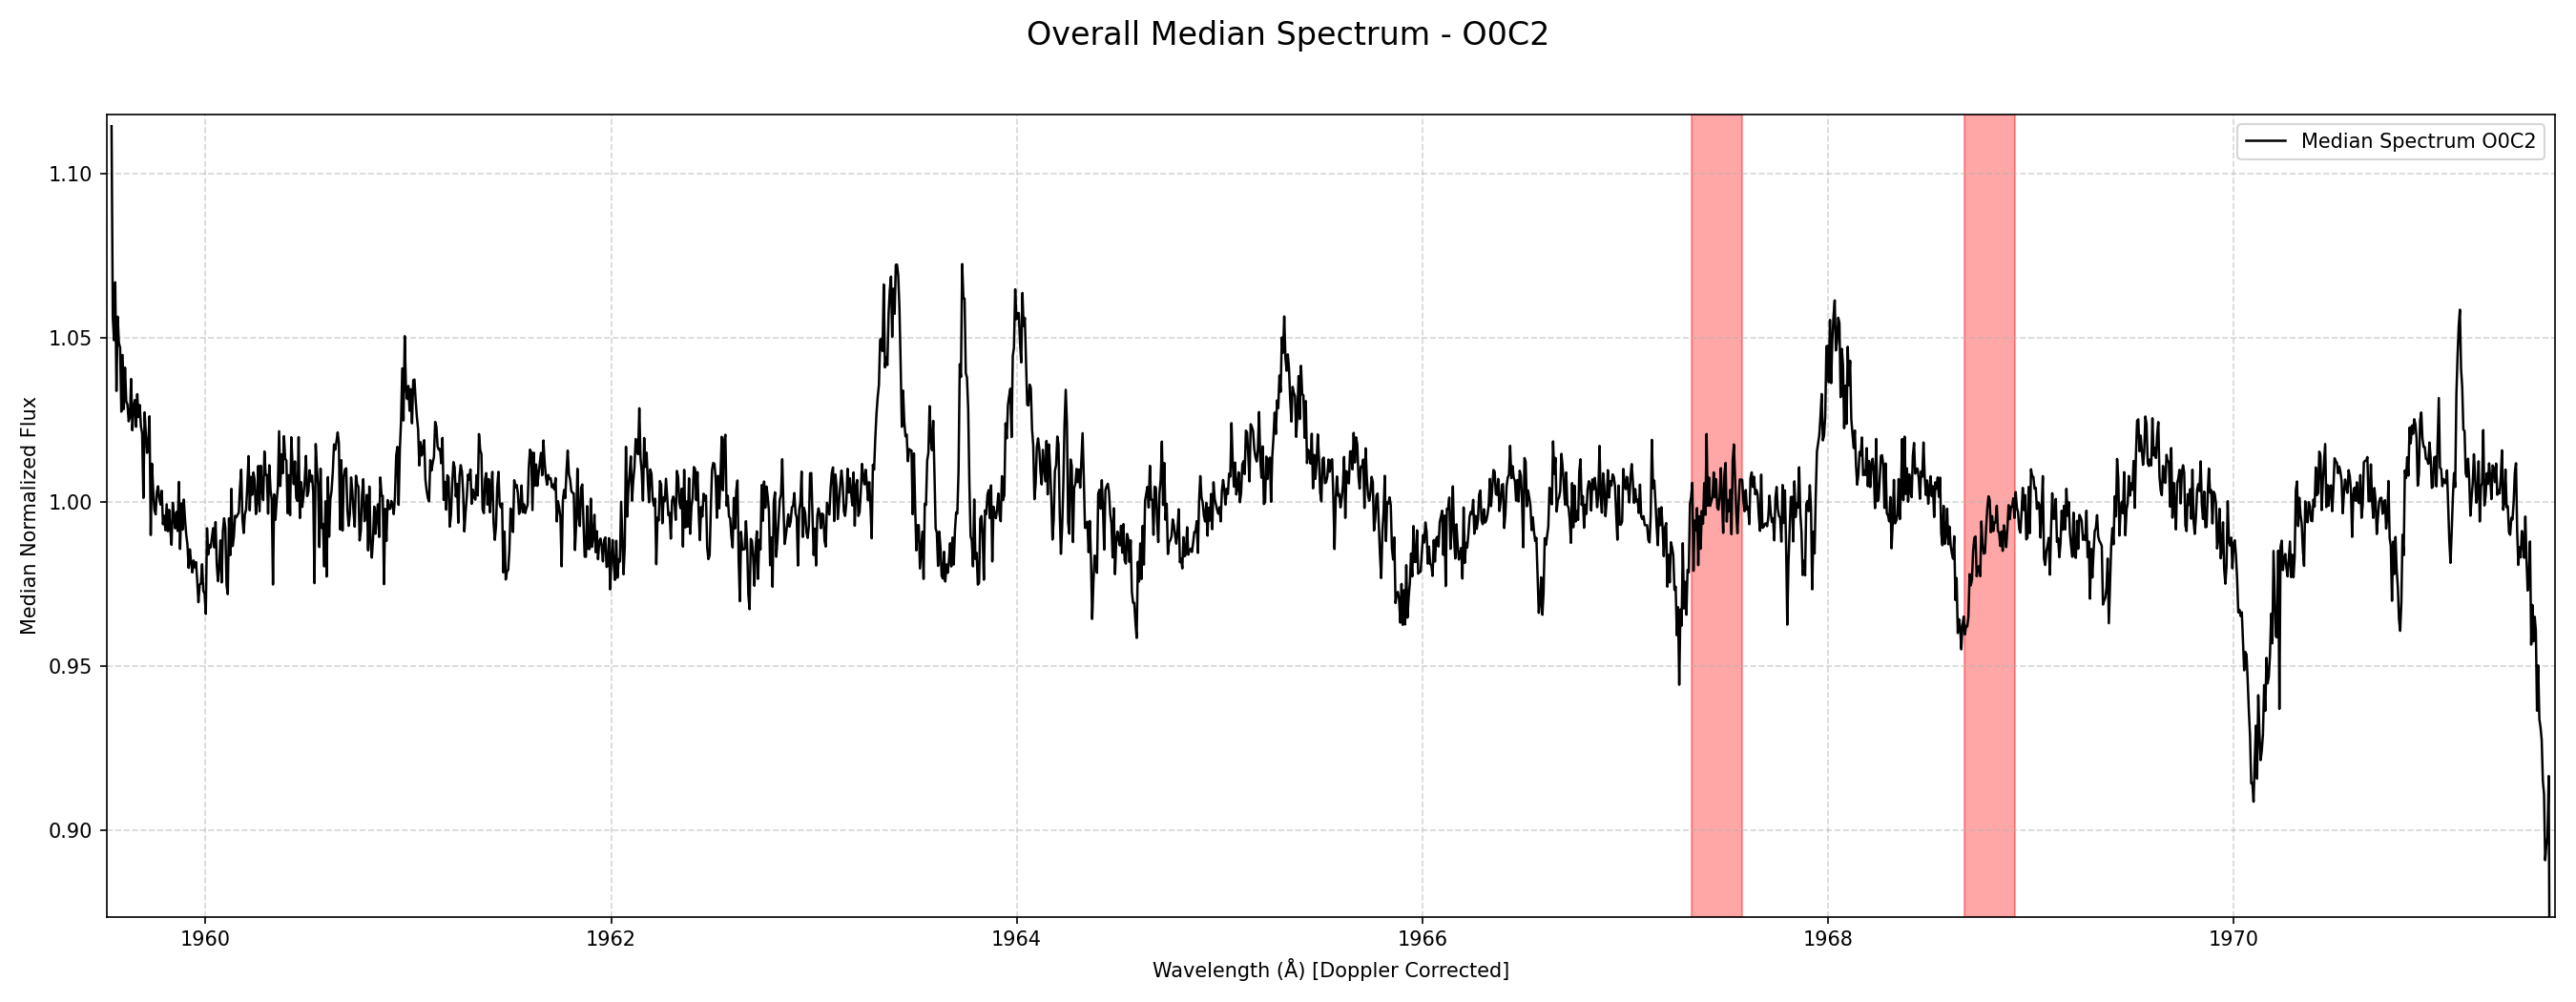 Overall Median Spectrum - O0C2
Median Spectrum O0C2
Median Normalized Flux
1.10
1.05
1.00
0.95
0.90
1960 1962 1964 1966 1968 1970
Wavelength (Å) [Doppler Corrected]